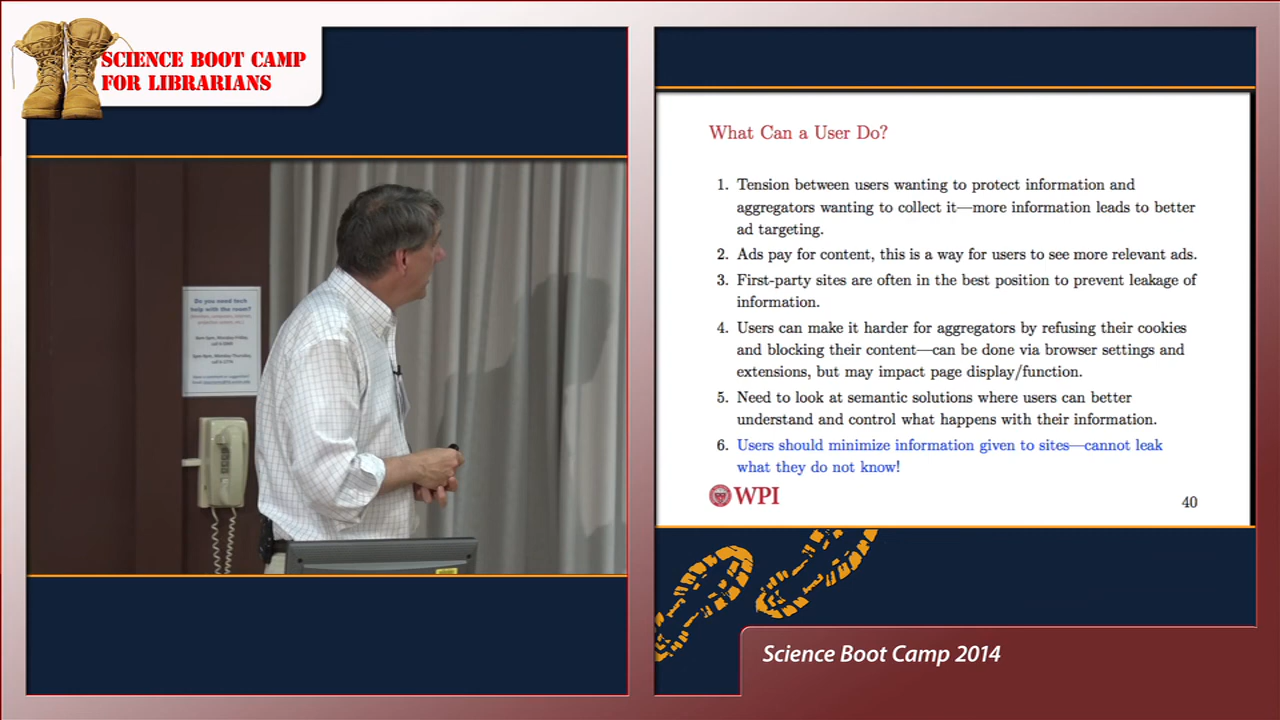 SCIENCE BOOT CAMP
FOR LIBRARIANS
Do you need tech
help with the room?
What Can a User Do?
1. Tension between users wanting to protect information and
aggregators wanting to collect it—more information leads to better
ad targeting.
2. Ads pay for content, this is a way for users to see more relevant ads.
3. First-party sites are often in the best position to prevent leakage of
information.
4. Users can make it harder for aggregators by refusing their cookies
and blocking their content—can be done via browser settings and
extensions, but may impact page display/function.
5. Need to look at semantic solutions where users can better
understand and control what happens with their information.
6. Users should minimize information given to sites—cannot leak
what they do not know!
WPI
40
Science Boot Camp 2014